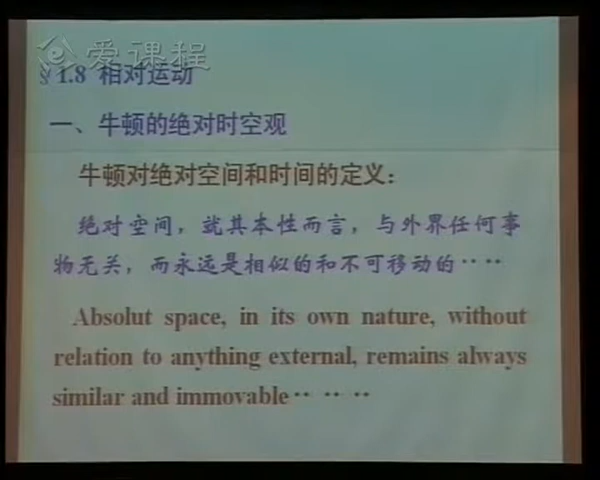 爱课程
§1.8 相对运动
一、牛顿的绝对时空观
牛顿对绝对空间和时间的定义：
绝对空间，就其本性而言，与外界任何事
物无关，而永远是相似的和不可移动的‥‥
Absolut space, in its own nature, without
relation to anything external, remains always
similar and immovable‥ ‥ ‥